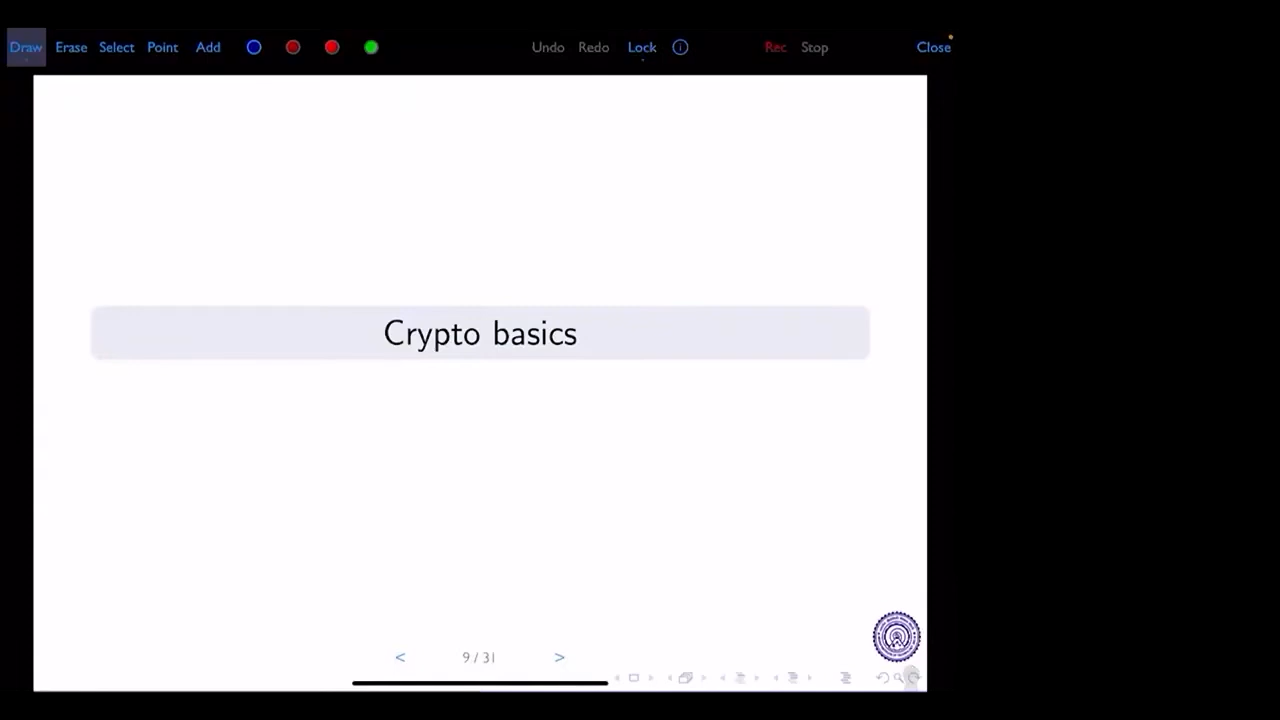 Draw Erase Select Point Add Undo Redo Lock Rec Stop Close
Crypto basics
< 9 / 31 >